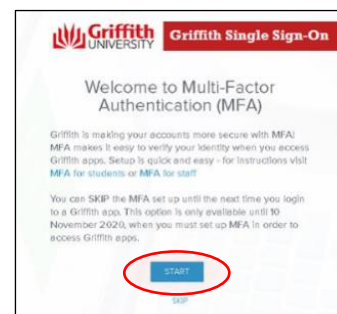 Griffith
UNIVERSITY
Griffith Single Sign-On
Welcome to Multi-Factor
Authentication (MFA)
Griffith is making your accounts more secure with MFA!
MFA makes it easy to verify your identity when you access
Griffith apps. Setup is quick and easy - for instructions visit
MFA for students or MFA for staff
You can SKIP the MFA set up until the next time you login
to a Griffith app. This option is only available until 10
November 2020, when you must set up MFA in order to
access Griffith apps.
START
SKIP